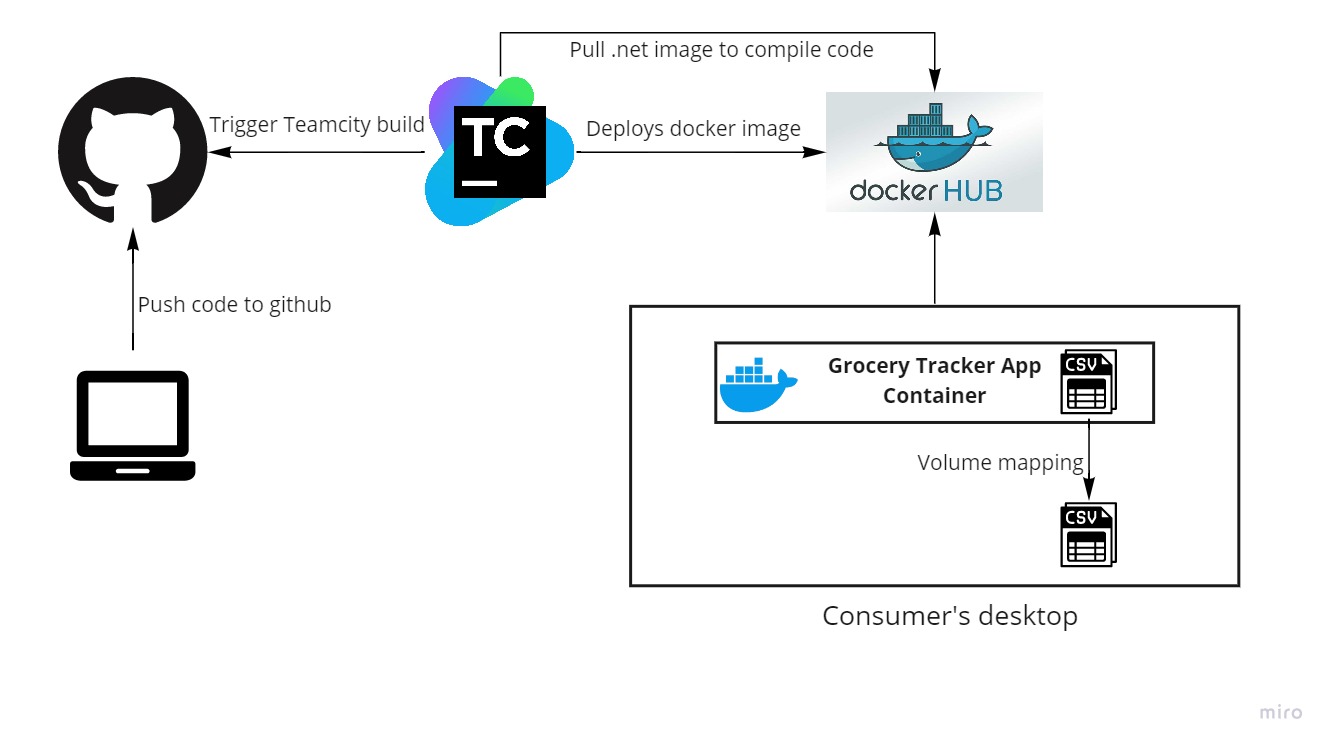 Pull .net image to compile code
Trigger Teamcity build
TC
Deploys docker image
docker HUB
Push code to github
Grocery Tracker App
Container
CSV
Volume mapping
CSV
Consumer's desktop
miro